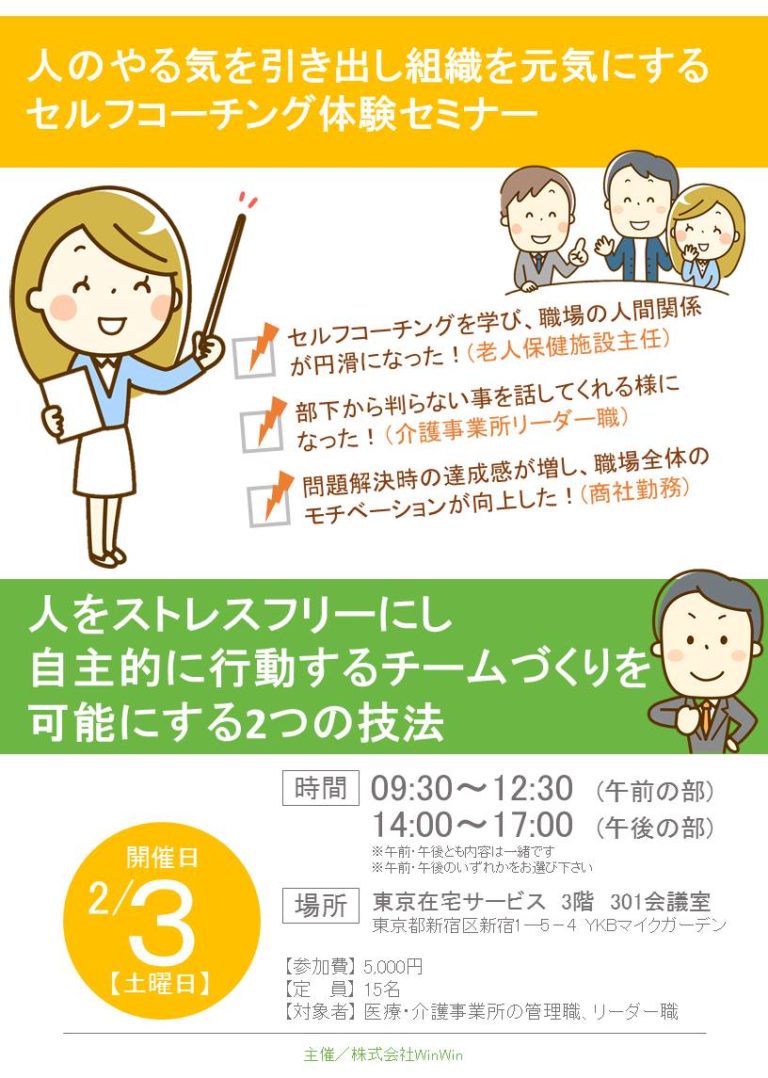 人のやる気を引き出し組織を元気にする
セルフコーチング体験セミナー
セルフコーチングを学び、職場の人間関係
が円滑になった！（老人保健施設主任）
部下から判らない事を話してくれる様に
なった！（介護事業所リーダー職）
問題解決時の達成感が増し、職場全体の
モチベーションが向上した！（商社勤務）
人をストレスフリーにし
自主的に行動するチームづくりを
可能にする2つの技法
時間 09:30～12:30 （午前の部）
14:00～17:00 （午後の部）
※午前・午後とも内容は一緒です
※午前・午後のいずれかをお選び下さい
開催日
2/3
【土曜日】
場所 東京在宅サービス 3階 301会議室
東京都新宿区新宿1－5－4 YKBマイクガーデン
【参加費】 5,000円
【定　員】 15名
【対象者】 医療・介護事業所の管理職、リーダー職
主催／株式会社WinWin